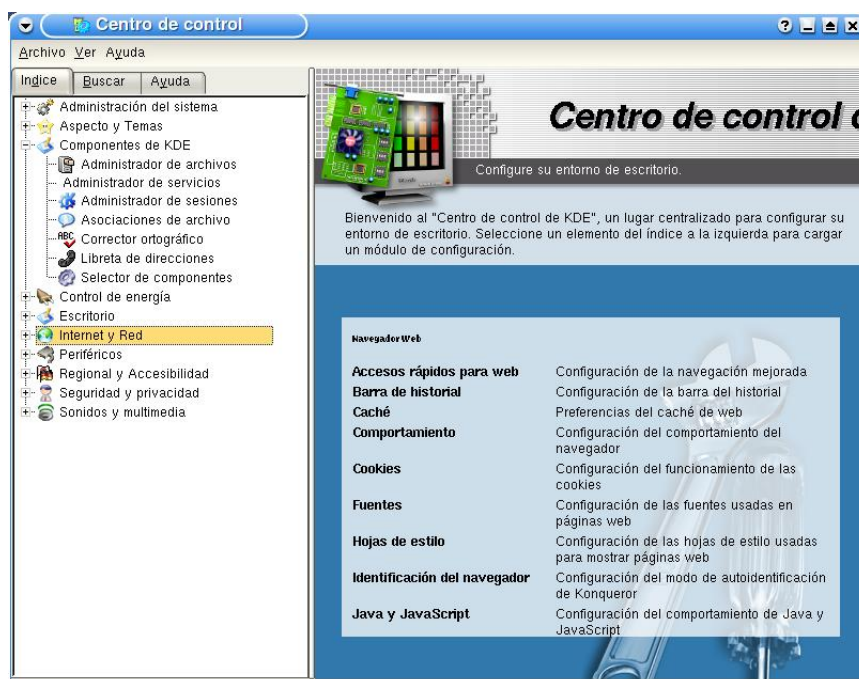 Centro de control
Archivo Ver Ayuda
Indice Buscar Ayuda
Administración del sistema
Aspecto y Temas
Componentes de KDE
Administrador de archivos
Administrador de servicios
Administrador de sesiones
Asociaciones de archivo
ABC Corrector ortográfico
Libreta de direcciones
Selector de componentes
Control de energía
Escritorio
Internet y Red
Periféricos
Regional y Accesibilidad
Seguridad y privacidad
Sonidos y multimedia
Centro de control
Configure su entorno de escritorio.
Bienvenido al "Centro de control de KDE", un lugar centralizado para configurar su
entorno de escritorio. Seleccione un elemento del índice a la izquierda para cargar
un módulo de configuración.
Navegador Web
Accesos rápidos para web Configuración de la navegación mejorada
Barra de historial Configuración de la barra del historial
Caché Preferencias del caché de web
Comportamiento Configuración del comportamiento del
navegador
Cookies Configuración del funcionamiento de las
cookies
Fuentes Configuración de las fuentes usadas en
páginas web
Hojas de estilo Configuración de las hojas de estilo usadas
para mostrar páginas web
Identificación del navegador Configuración del modo de autoidentificación
de Konqueror
Java y JavaScript Configuración del comportamiento de Java y
JavaScript